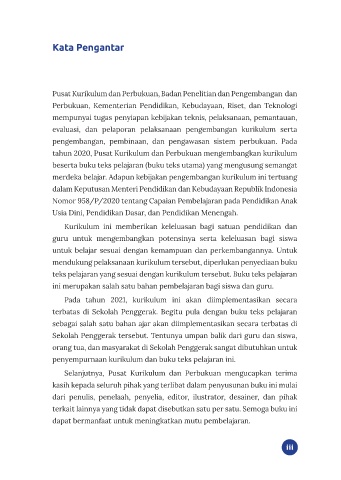 Kata Pengantar
Pusat Kurikulum dan Perbukuan, Badan Penelitian dan Pengembangan dan
Perbukuan, Kementerian Pendidikan, Kebudayaan, Riset, dan Teknologi
mempunyai tugas penyiapan kebijakan teknis, pelaksanaan, pemantauan,
evaluasi, dan pelaporan pelaksanaan pengembangan kurikulum serta
pengembangan, pembinaan, dan pengawasan sistem perbukuan. Pada
tahun 2020, Pusat Kurikulum dan Perbukuan mengembangkan kurikulum
beserta buku teks pelajaran (buku teks utama) yang mengusung semangat
merdeka belajar. Adapun kebijakan pengembangan kurikulum ini tertuang
dalam Keputusan Menteri Pendidikan dan Kebudayaan Republik Indonesia
Nomor 958/P/2020 tentang Capaian Pembelajaran pada Pendidikan Anak
Usia Dini, Pendidikan Dasar, dan Pendidikan Menengah.
Kurikulum ini memberikan keleluasan bagi satuan pendidikan dan
guru untuk mengembangkan potensinya serta keleluasan bagi siswa
untuk belajar sesuai dengan kemampuan dan perkembangannya. Untuk
mendukung pelaksanaan kurikulum tersebut, diperlukan penyediaan buku
teks pelajaran yang sesuai dengan kurikulum tersebut. Buku teks pelajaran
ini merupakan salah satu bahan pembelajaran bagi siswa dan guru.
Pada tahun 2021, kurikulum ini akan diimplementasikan secara
terbatas di Sekolah Penggerak. Begitu pula dengan buku teks pelajaran
sebagai salah satu bahan ajar akan diimplementasikan secara terbatas di
Sekolah Penggerak tersebut. Tentunya umpan balik dari guru dan siswa,
orang tua, dan masyarakat di Sekolah Penggerak sangat dibutuhkan untuk
penyempurnaan kurikulum dan buku teks pelajaran ini.
Selanjutnya, Pusat Kurikulum dan Perbukuan mengucapkan terima
kasih kepada seluruh pihak yang terlibat dalam penyusunan buku ini mulai
dari penulis, penelaah, penyelia, editor, ilustrator, desainer, dan pihak
terkait lainnya yang tidak dapat disebutkan satu per satu. Semoga buku ini
dapat bermanfaat untuk meningkatkan mutu pembelajaran.
iii